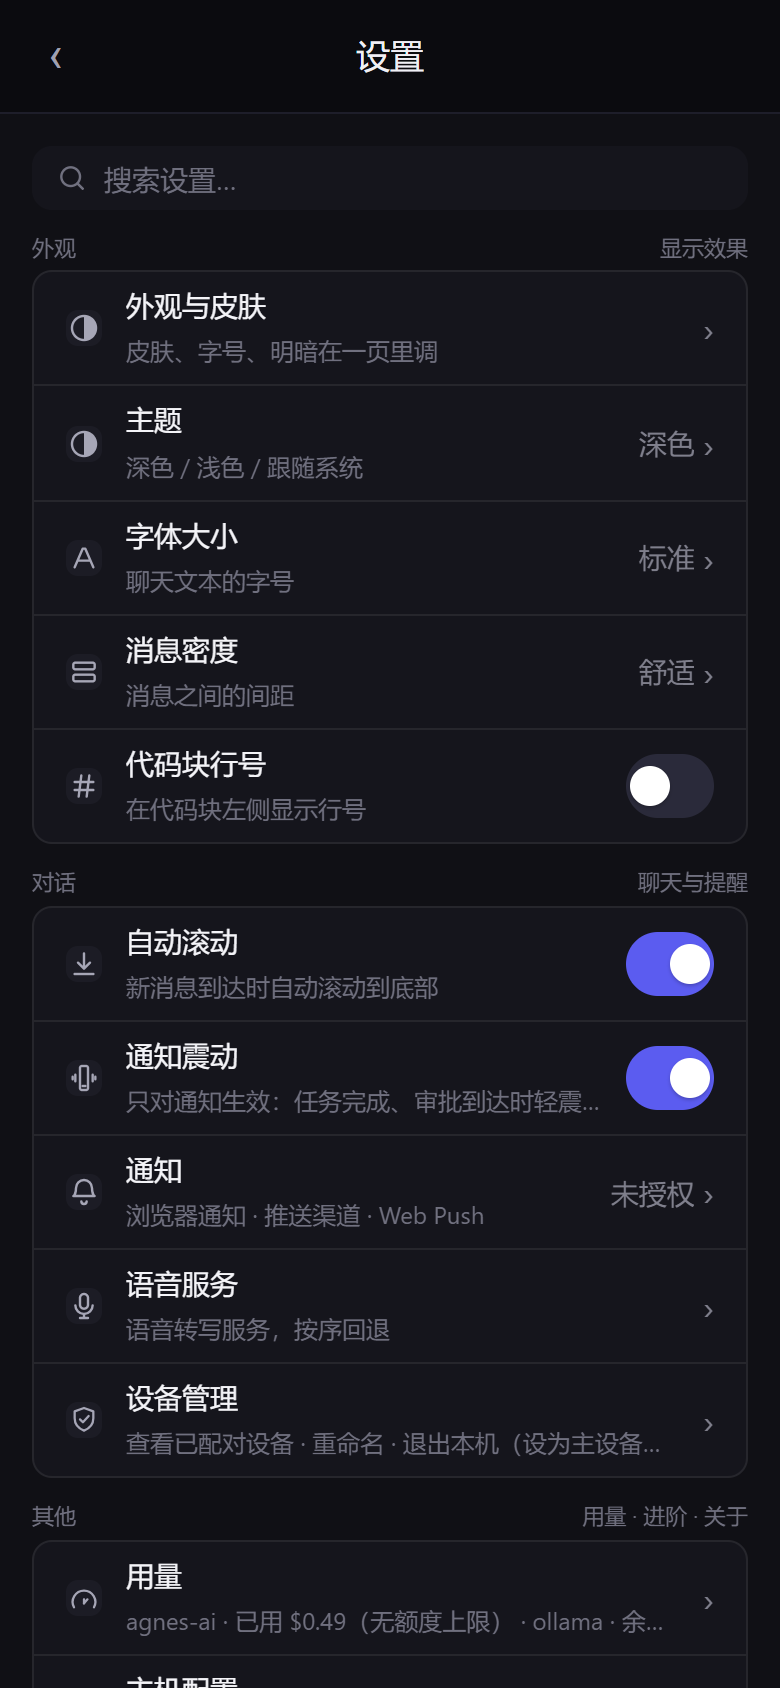 设置
搜索设置...
外观 显示效果
外观与皮肤
皮肤、字号、明暗在一页里调
主题
深色 / 浅色 / 跟随系统
深色
字体大小
聊天文本的字号
标准
消息密度
消息之间的间距
舒适
代码块行号
在代码块左侧显示行号
对话 聊天与提醒
自动滚动
新消息到达时自动滚动到底部
通知震动
只对通知生效：任务完成、审批到达时轻震...
通知
浏览器通知 · 推送渠道 · Web Push
未授权
语音服务
语音转写服务，按序回退
设备管理
查看已配对设备 · 重命名 · 退出本机（设为主设备...
其他 用量 · 进阶 · 关于
用量
agnes-ai · 已用 $0.49（无额度上限） · ollama · 余...
主机配置